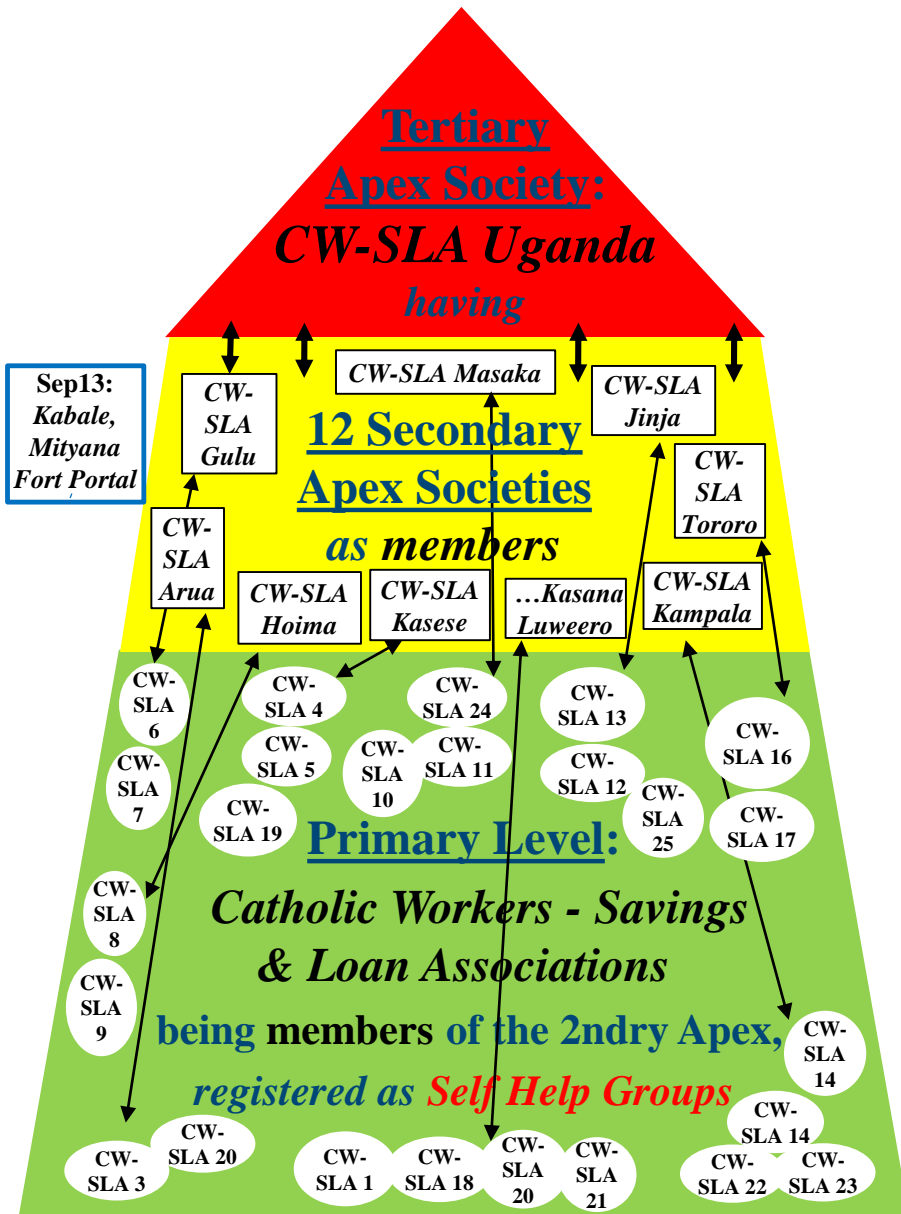 Tertiary
Apex Society:
CW-SLA Uganda
having
Sep13:
Kabale,
Mityana
Fort Portal
CW-
SLA
Gulu
CW-SLA Masaka
CW-SLA
Jinja
12 Secondary
Apex Societies
as members
CW-
SLA
Tororo
CW-
SLA
Arua
CW-SLA
Hoima
CW-SLA
Kasese
…Kasana
Luweero
CW-SLA
Kampala
CW-
SLA
6
CW-
SLA 4
CW-
SLA 24
CW-
SLA 13
CW-
SLA 16
CW-
SLA
7
CW-
SLA 5
CW-
SLA
10
CW-
SLA 11
CW-
SLA 12
CW-
SLA
25
CW-
SLA 17
CW-
SLA 19
Primary Level:
CW-
SLA
8
Catholic Workers - Savings
& Loan Associations
CW-
SLA
9
being members of the 2ndry Apex,
CW-
SLA
14
registered as Self Help Groups
CW-
SLA 3
CW-
SLA 20
CW-
SLA 1
CW-
SLA 18
CW-
SLA
20
CW-
SLA
21
CW-
SLA 14
CW-
SLA 22
CW-
SLA 23